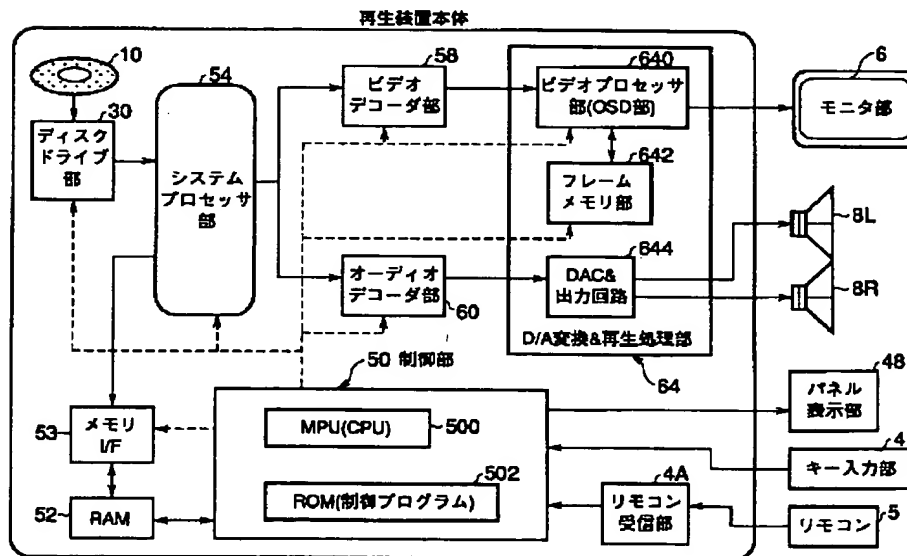 再生装置本体
10
54
58
640
6
ビデオ
デコーダ部
ビデオプロセッサ
部(OSD部)
モニタ部
30
ディスク
ドライブ
部
システム
プロセッサ
部
642
フレーム
メモリ部
8L
644
オーディオ
デコーダ部
60
DAC&
出力回路
8R
D/A変換&再生処理部
64
50 制御部
48
パネル
表示部
53
メモリ
I/F
MPU(CPU)
500
4
キー入力部
502
ROM(制御プログラム)
4A
リモコン
受信部
5
リモコン
52
RAM